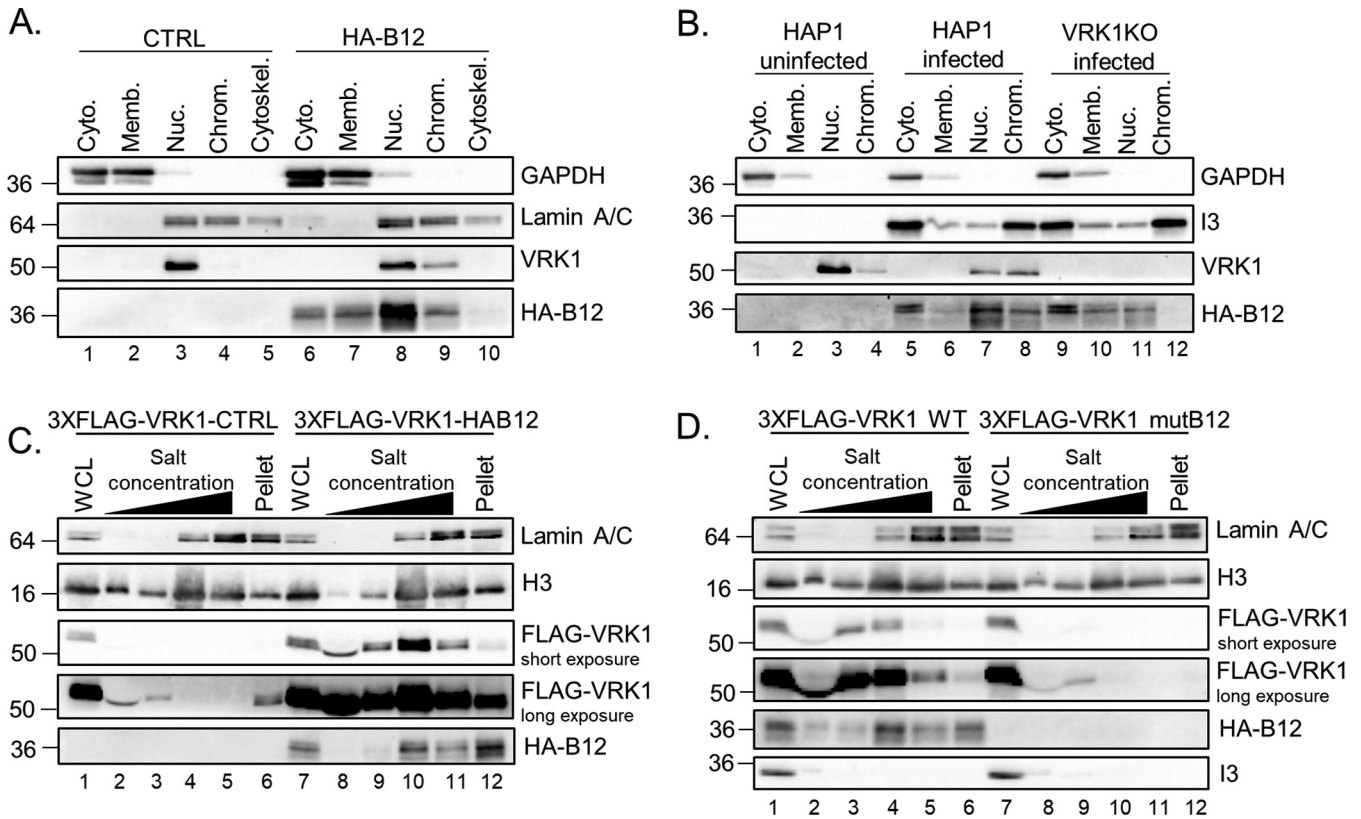 A.
CTRL HA-B12
Cyto. Memb. Nuc. Chrom. Cytoskel. Cyto. Memb. Nuc. Chrom. Cytoskel.
36 GAPDH
64 Lamin A/C
50 VRK1
36 HA-B12
1 2 3 4 5 6 7 8 9 10
B.
HAP1 HAP1 VRK1KO
uninfected infected infected
Cyto. Memb. Nuc. Chrom. Cyto. Memb. Nuc. Chrom. Cyto. Memb. Nuc. Chrom.
36 GAPDH
36 I3
50 VRK1
36 HA-B12
1 2 3 4 5 6 7 8 9 10 11 12
C.
3XFLAG-VRK1-CTRL 3XFLAG-VRK1-HAB12
WCL Salt concentration Pellet WCL Salt concentration Pellet
64 Lamin A/C
16 H3
50 FLAG-VRK1
short exposure
50 FLAG-VRK1
long exposure
36 HA-B12
1 2 3 4 5 6 7 8 9 10 11 12
D.
3XFLAG-VRK1 WT 3XFLAG-VRK1 mutB12
WCL Salt concentration Pellet WCL Salt concentration Pellet
64 Lamin A/C
16 H3
50 FLAG-VRK1
short exposure
50 FLAG-VRK1
long exposure
36 HA-B12
36 I3
1 2 3 4 5 6 7 8 9 10 11 12